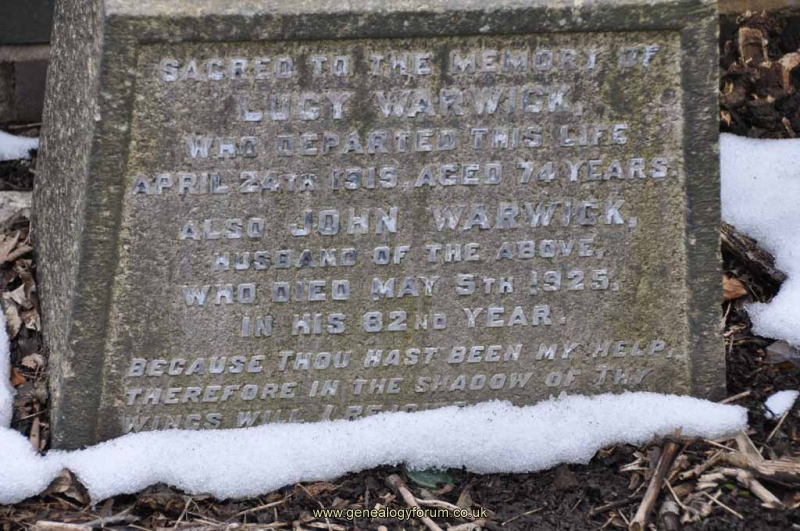 SACRED TO THE MEMORY OF
LUCY WARWICK,
WHO DEPARTED THIS LIFE
APRIL 24TH 1919, AGED 74 YEARS.
ALSO JOHN WARWICK,
HUSBAND OF THE ABOVE,
WHO DIED MAY 5TH 1925,
IN HIS 82ND YEAR.
BECAUSE THOU HAST BEEN MY HELP,
THEREFORE IN THE SHADOW OF THY
WINGS WILL I
www.genealogyforum.co.uk